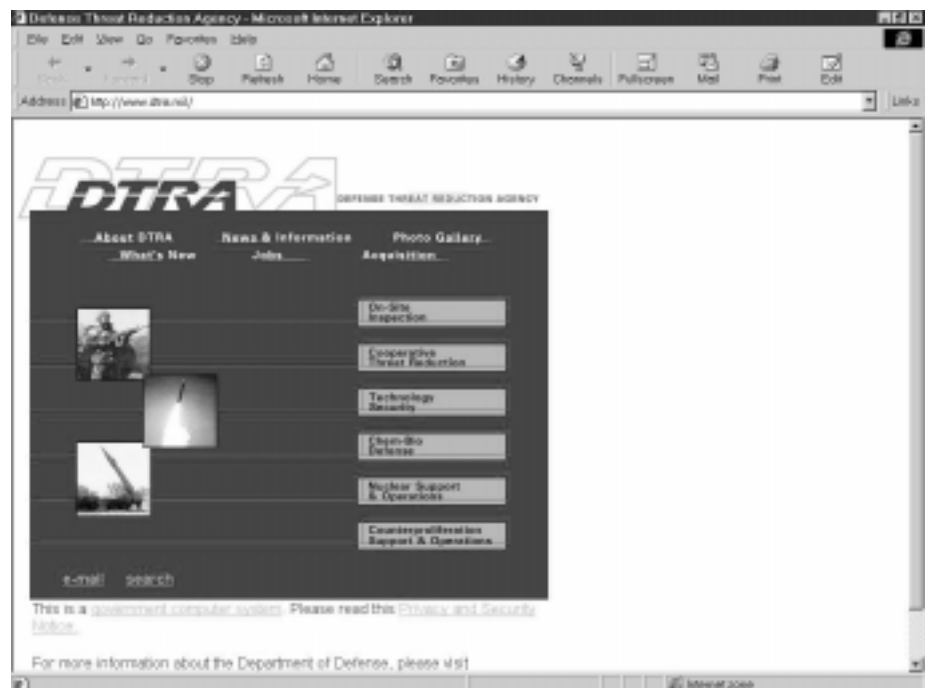 Defense Threat Reduction Agency - Microsoft Internet Explorer
File Edit View Go Favorites Help
Back Forward Stop Refresh Home Search Favorites History Channels Fullscreen Mail Print Edit
Address http://www.dtra.mil/ Links
DTRA
DEFENSE THREAT REDUCTION AGENCY
About DTRA News & Information Photo Gallery
What's New Jobs Acquisition
On-Site
Inspection
Cooperative
Threat Reduction
Technology
Security
Chem-Bio
Defense
Nuclear Support
& Operations
Counterproliferation
Support & Operations
e-mail search
This is a government computer system. Please read this Privacy and Security
Notice.
For more information about the Department of Defense, please visit
Internet zone